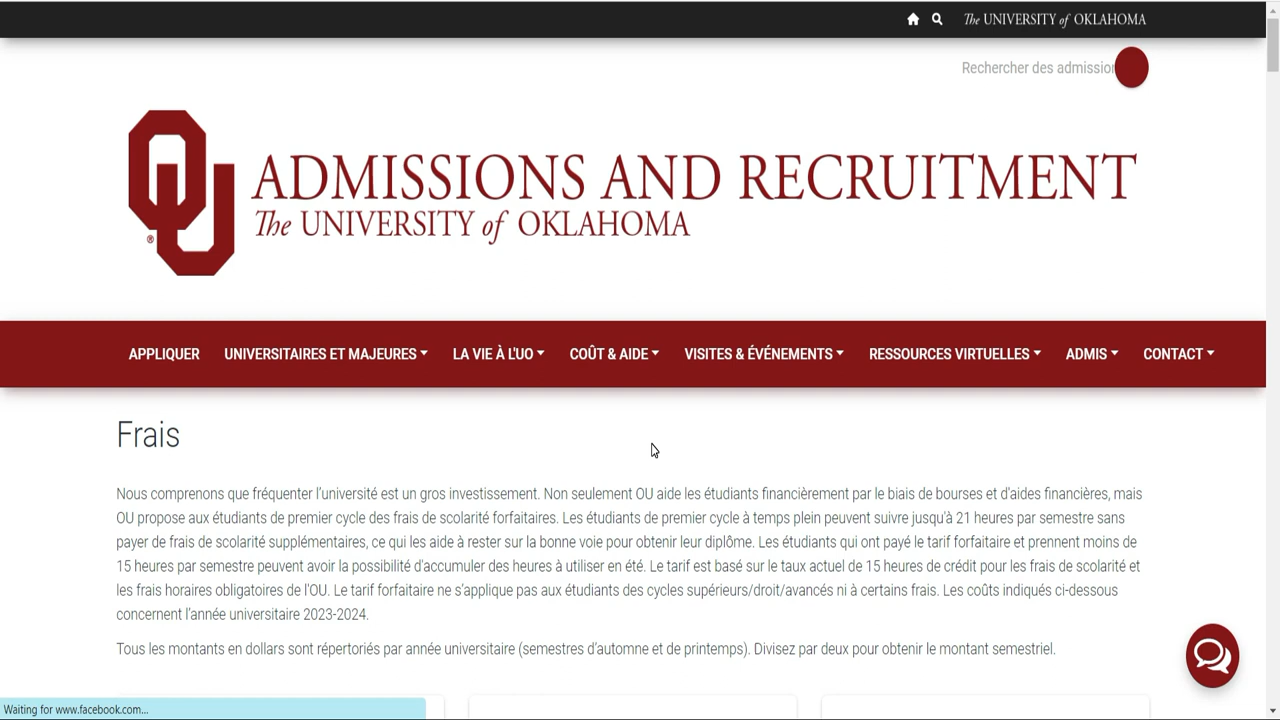 The UNIVERSITY of OKLAHOMA
Rechercher des admission
ADMISSIONS AND RECRUITMENT
The UNIVERSITY of OKLAHOMA
OU ®
APPLIQUER UNIVERSITAIRES ET MAJEURES LA VIE À L'UO COÛT & AIDE VISITES & ÉVÉNEMENTS RESSOURCES VIRTUELLES ADMIS CONTACT
Frais
Nous comprenons que fréquenter l'université est un gros investissement. Non seulement OU aide les étudiants financièrement par le biais de bourses et d'aides financières, mais
OU propose aux étudiants de premier cycle des frais de scolarité forfaitaires. Les étudiants de premier cycle à temps plein peuvent suivre jusqu'à 21 heures par semestre sans
payer de frais de scolarité supplémentaires, ce qui les aide à rester sur la bonne voie pour obtenir leur diplôme. Les étudiants qui ont payé le tarif forfaitaire et prennent moins de
15 heures par semestre peuvent avoir la possibilité d'accumuler des heures à utiliser en été. Le tarif est basé sur le taux actuel de 15 heures de crédit pour les frais de scolarité et
les frais horaires obligatoires de l'OU. Le tarif forfaitaire ne s'applique pas aux étudiants des cycles supérieurs/droit/avancés ni à certains frais. Les coûts indiqués ci-dessous
concernent l'année universitaire 2023-2024.
Tous les montants en dollars sont répertoriés par année universitaire (semestres d'automne et de printemps). Divisez par deux pour obtenir le montant semestriel.
Waiting for www.facebook.com...